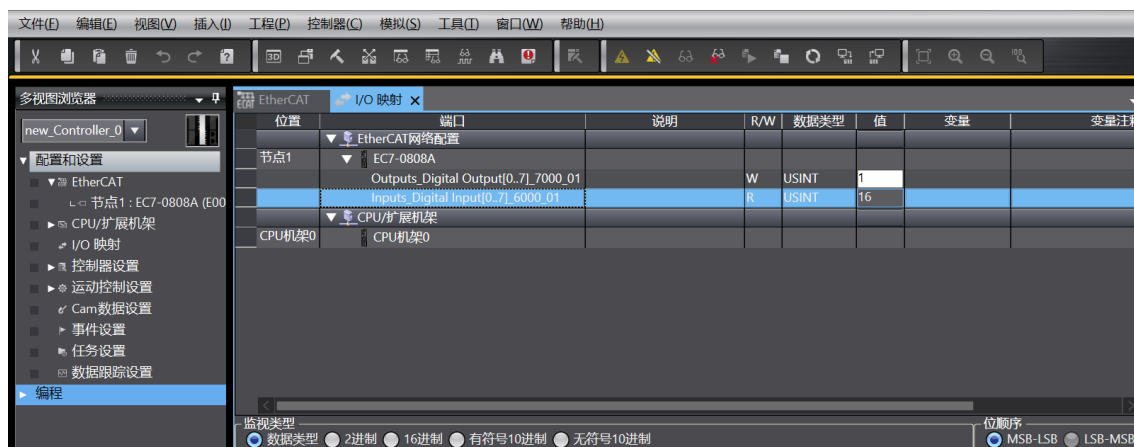 文件(F) 编辑(E) 视图(V) 插入(I) 工程(P) 控制器(C) 模拟(S) 工具(T) 窗口(W) 帮助(H)
多视图浏览器
new_Controller_0
配置和设置
EtherCAT
节点1 : EC7-0808A (E00
CPU/扩展机架
I/O 映射
控制器设置
运动控制设置
Cam数据设置
事件设置
任务设置
数据跟踪设置
编程
EtherCAT I/O 映射
位置 端口 说明 R/W 数据类型 值 变量 变量注释
EtherCAT网络配置
节点1 EC7-0808A
Outputs_Digital Output[0..7]_7000_01 W USINT 1
Inputs_Digital Input[0..7]_6000_01 R USINT 16
CPU/扩展机架
CPU机架0 CPU机架0
监视类型 位顺序
数据类型 2进制 16进制 有符号10进制 无符号10进制 MSB-LSB LSB-MSB